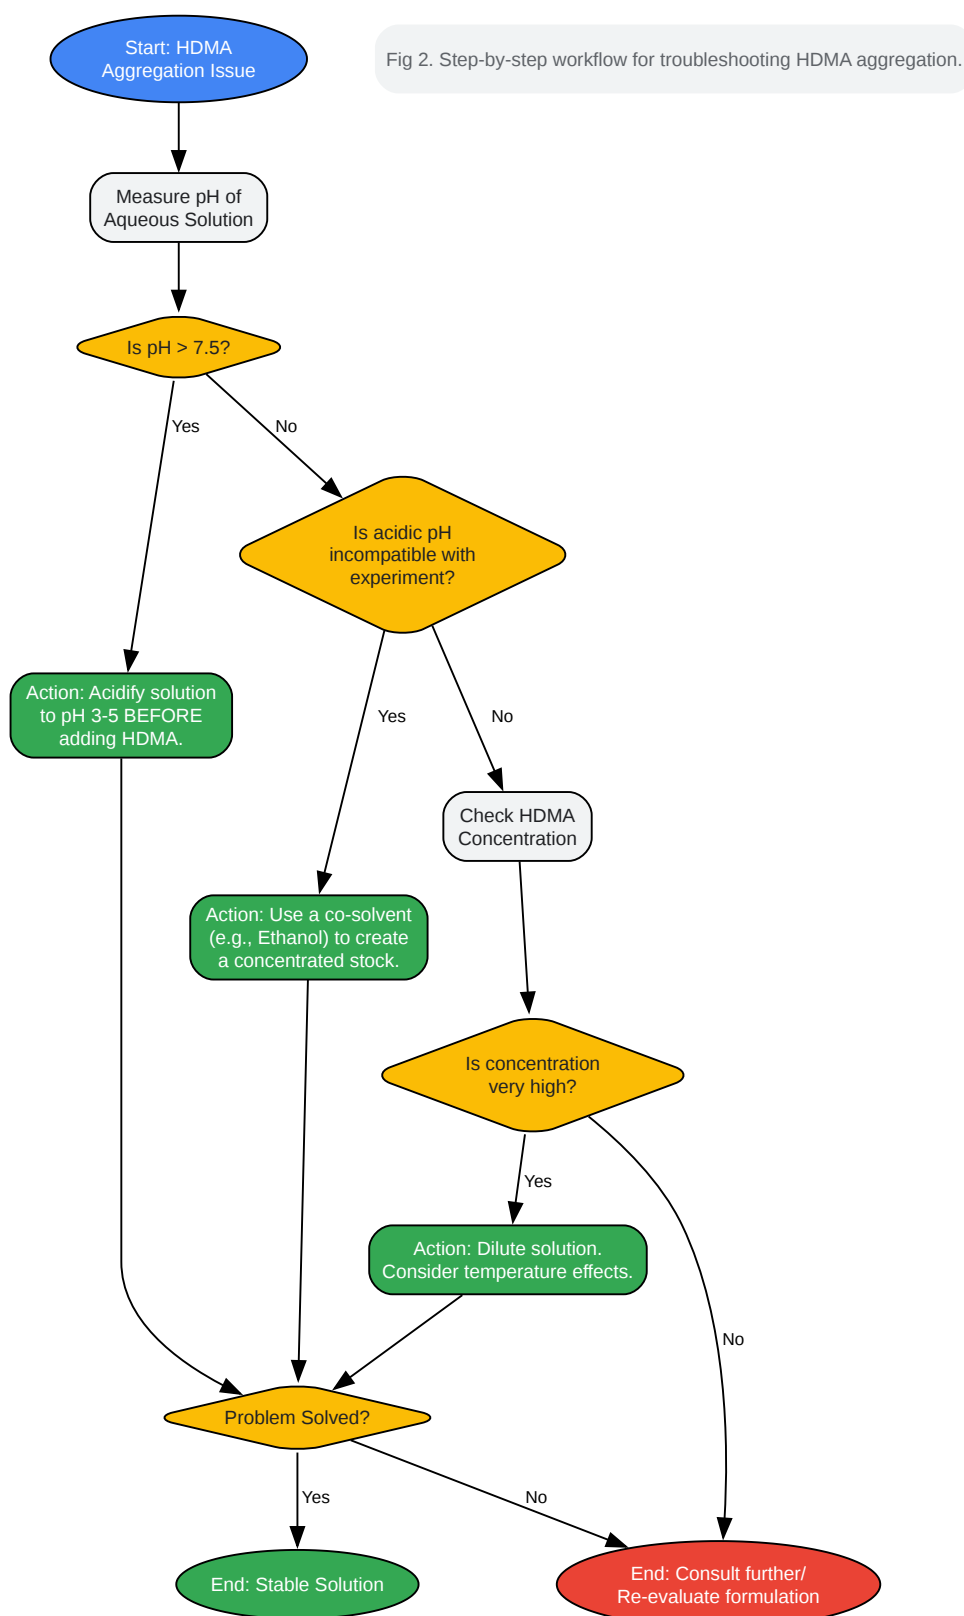 Start: HDMA
Aggregation Issue
Fig 2. Step-by-step workflow for troubleshooting HDMA aggregation.
Measure pH of
Aqueous Solution
Is pH > 7.5?
Yes
No
Is acidic pH
incompatible with
experiment?
Action: Acidify solution
to pH 3-5 BEFORE
adding HDMA.
Yes
No
Check HDMA
Concentration
Action: Use a co-solvent
(e.g., Ethanol) to create
a concentrated stock.
Is concentration
very high?
Yes
Action: Dilute solution.
Consider temperature effects.
No
Problem Solved?
Yes
No
End: Stable Solution
End: Consult further/
Re-evaluate formulation